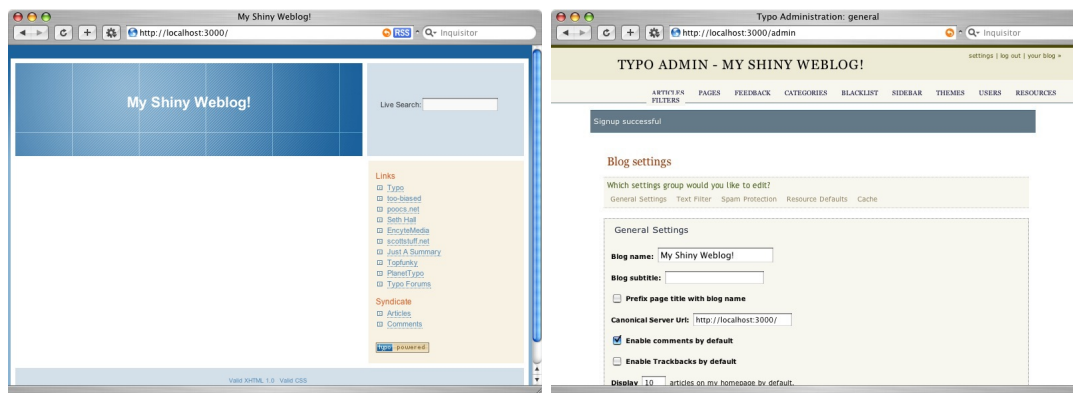 My Shiny Weblog!
http://localhost:3000/
RSS
Inquisitor
My Shiny Weblog!
Live Search:
Links
Typo
too-biased
poocs.net
Seth Hall
EncyteMedia
scottstuff.net
Just A Summary
Topfunky
PlanetTypo
Typo Forums
Syndicate
Articles
Comments
typo powered
Valid XHTML 1.0 Valid CSS
Typo Administration: general
http://localhost:3000/admin
Inquisitor
settings | log out | your blog »
TYPO ADMIN - MY SHINY WEBLOG!
ARTICLES PAGES FEEDBACK CATEGORIES BLACKLIST SIDEBAR THEMES USERS RESOURCES
FILTERS
Signup successful
Blog settings
Which settings group would you like to edit?
General Settings Text Filter Spam Protection Resource Defaults Cache
General Settings
Blog name: My Shiny Weblog!
Blog subtitle:
Prefix page title with blog name
Canonical Server Url: http://localhost:3000/
Enable comments by default
Enable Trackbacks by default
Display 10 articles on my homepage by default.